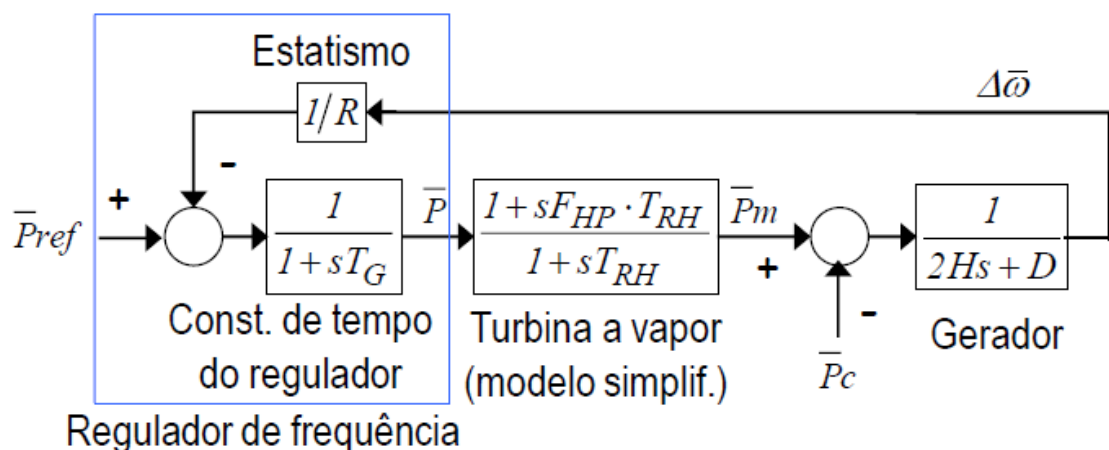 Estatismo
1/R
Δω̅
-
+
P̅ref
1
1+sT_G
P̅
1+sF_HP · T_RH
1+sT_RH
P̅m
+
-
P̅c
1
2Hs+D
Const. de tempo
do regulador
Turbina a vapor
(modelo simplif.)
Gerador
Regulador de frequência